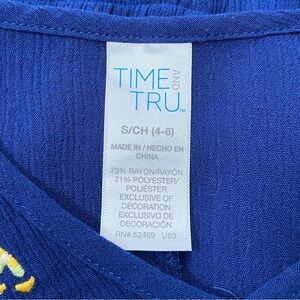 TIME AND
TRU™
S/CH (4-6)
MADE IN / HECHO EN
CHINA
79% RAYON/RAYÓN
21% POLYESTER/
POLIÉSTER
EXCLUSIVE OF
DECORATION
EXCLUSIVO DE
DECORACIÓN
RN# 52469 U83